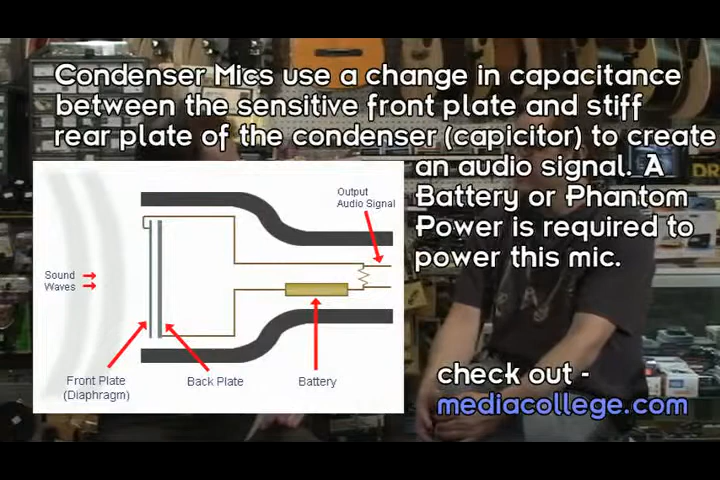 Condenser Mics use a change in capacitance
between the sensitive front plate and stiff
rear plate of the condenser (capicitor) to create
an audio signal. A
Battery or Phantom
Power is required to
power this mic.
Output
Audio Signal
Sound
Waves
Front Plate
(Diaphragm)
Back Plate
Battery
check out -
mediacollege.com